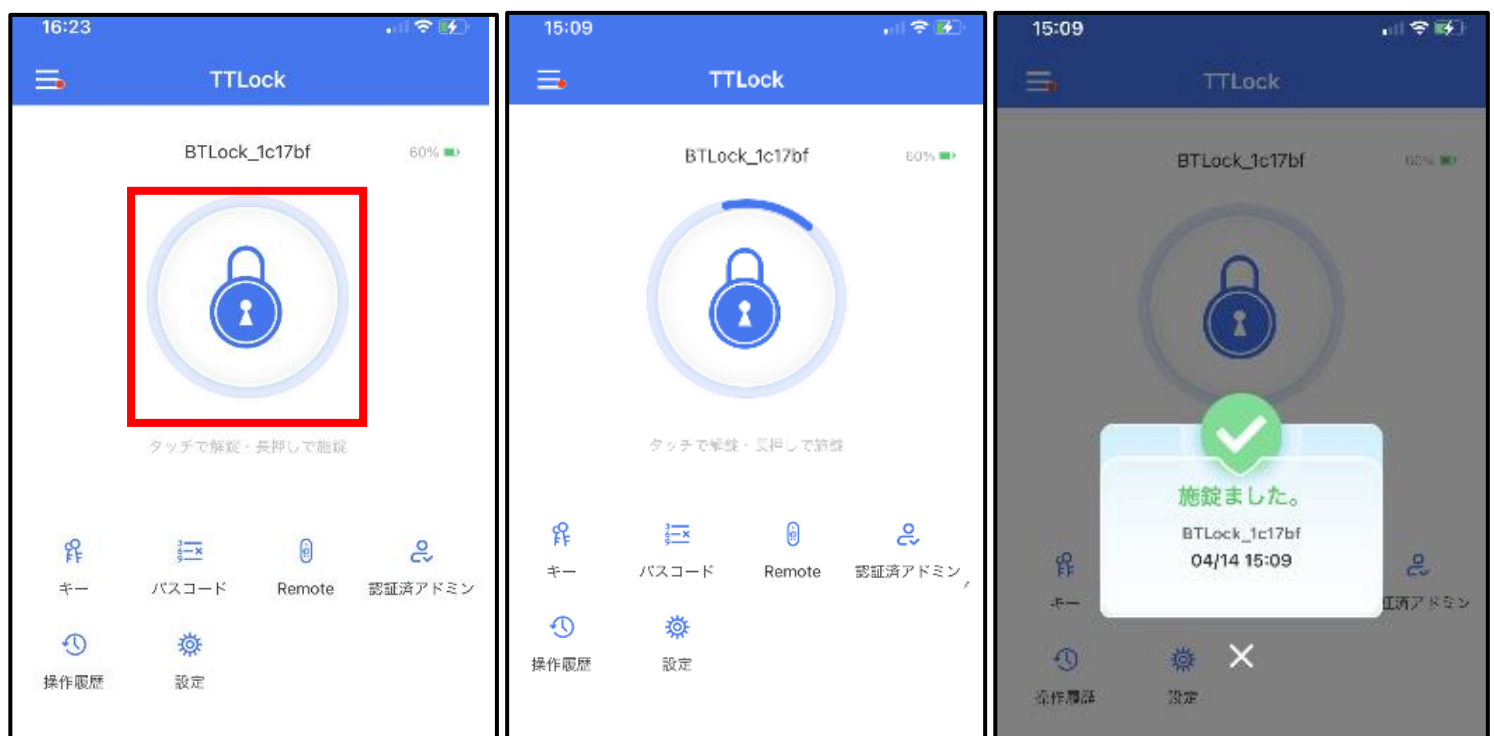 16:23
TTLock
BTLock_1c17bf
60%
タッチで解錠・長押しで施錠
キー
パスコード
Remote
認証済アドミン
操作履歴
設定
15:09
TTLock
BTLock_1c17bf
60%
タッチで解錠・長押しで施錠
キー
パスコード
Remote
認証済アドミン
操作履歴
設定
15:09
TTLock
BTLock_1c17bf
60%
施錠ました。
BTLock_1c17bf
04/14 15:09
キー
証済アドミン
操作履歴
設定